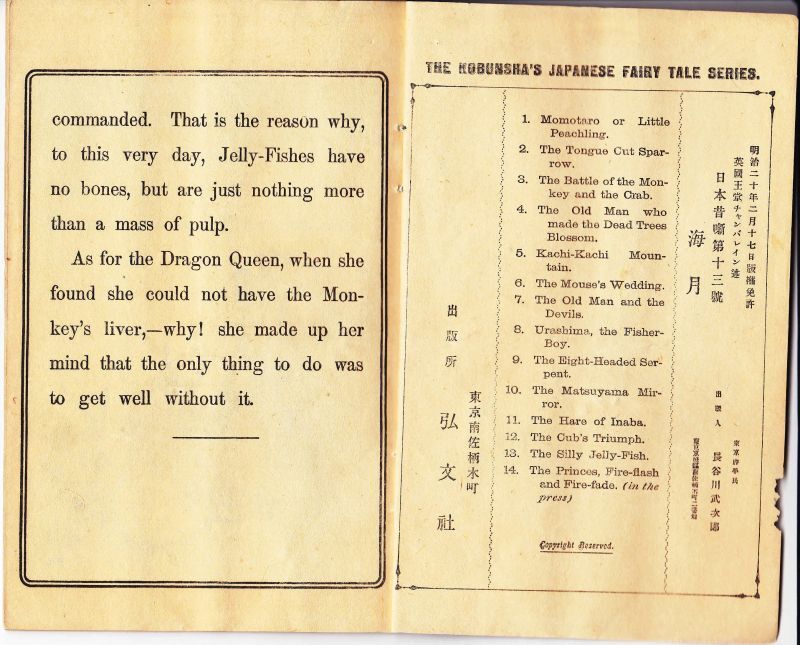 commanded. That is the reason why,
to this very day, Jelly-Fishes have
no bones, but are just nothing more
than a mass of pulp.
As for the Dragon Queen, when she
found she could not have the Mon-
key's liver,—why! she made up her
mind that the only thing to do was
to get well without it.
THE KOBUNSHA'S JAPANESE FAIRY TALE SERIES.
1. Momotaro or Little
Peachling.
2. The Tongue Cut Spar-
row.
3. The Battle of the Mon-
key and the Crab.
4. The Old Man who
made the Dead Trees
Blossom.
5. Kachi-Kachi Moun-
tain.
6. The Mouse's Wedding.
7. The Old Man and the
Devils.
8. Urashima, the Fisher-
Boy.
9. The Eight-Headed Ser-
pent.
10. The Matsuyama Mir-
ror.
11. The Hare of Inaba.
12. The Cub's Triumph.
13. The Silly Jelly-Fish.
14. The Princes, Fire-flash
and Fire-fade. (in the
press)
Copyright Reserved.
明治二十年二月十七日版權免許
英國王堂チャンバレイン述
日本昔噺第十三號
海月
出版人
長谷川武次郎
東京南佐柄木町
出版所
弘文社